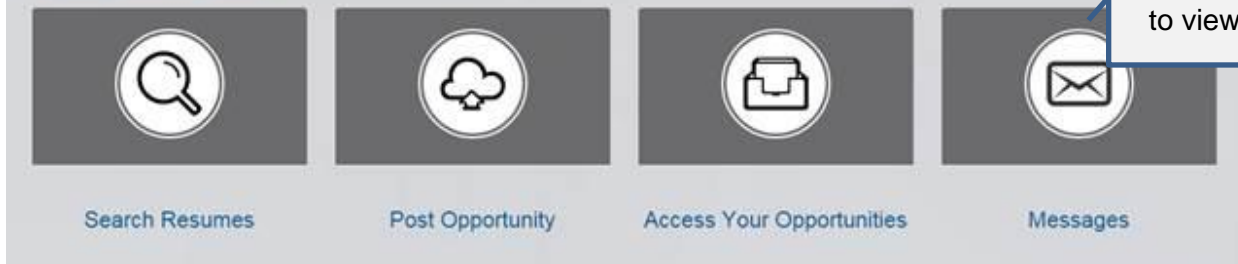 to view
Search Resumes
Post Opportunity
Access Your Opportunities
Messages